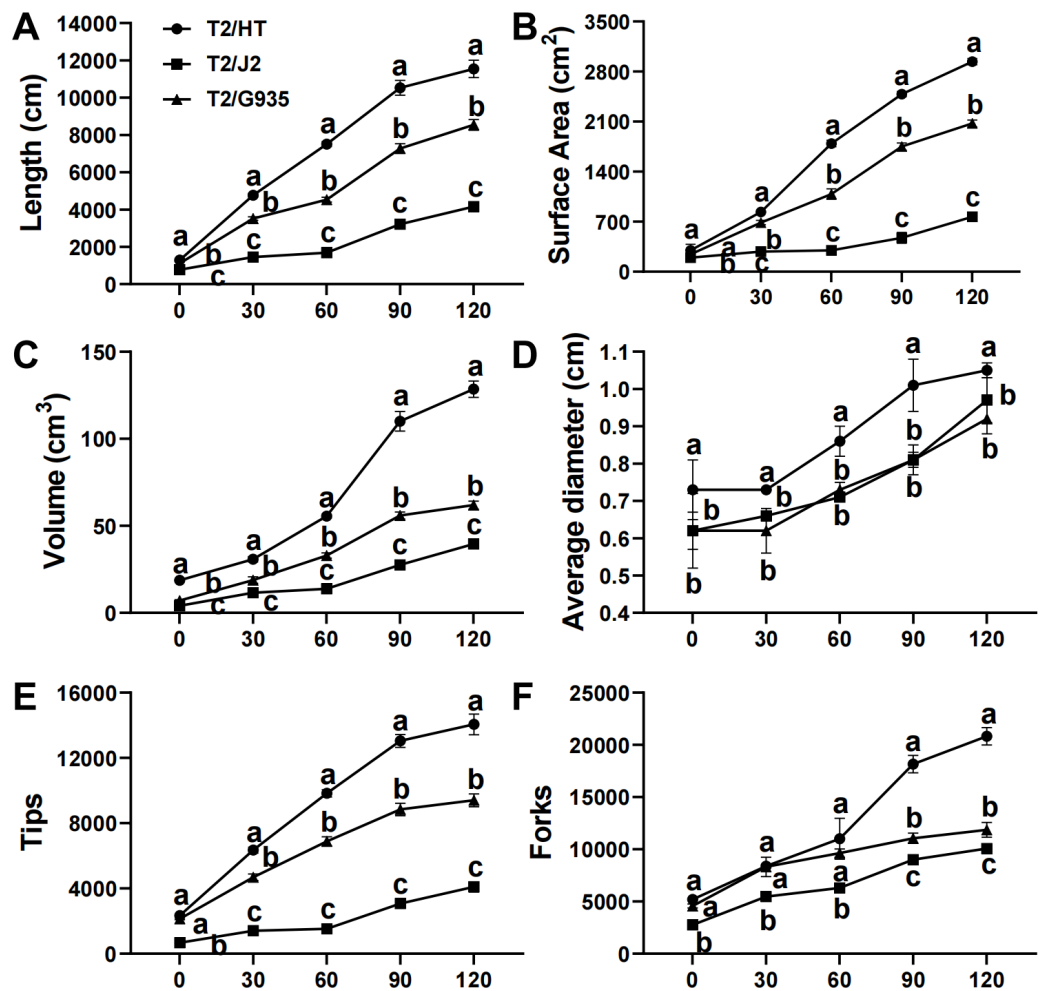 A
Length (cm)
14000
12000
10000
8000
6000
4000
2000
0
T2/HT
T2/J2
T2/G935
a
a
a
a
a
b
b
b
b
b
c
c
c
c
c
0 30 60 90 120
B
Surface Area (cm²)
3500
2800
2100
1400
700
0
a
a
a
a
a
a
b
b
b
b
b
c
c
c
c
0 30 60 90 120
C
Volume (cm³)
150
100
50
0
a
a
a
a
a
b
b
b
b
b
c
c
c
c
c
0 30 60 90 120
D
Average diameter (cm)
1.1
1.0
0.9
0.8
0.7
0.6
0.5
0.4
a
a
a
a
a
b
b
b
b
b
b
b
b
b
b
0 30 60 90 120
E
Tips
16000
12000
8000
4000
0
a
a
a
a
a
a
b
b
b
b
b
c
c
c
c
0 30 60 90 120
F
Forks
25000
20000
15000
10000
5000
0
a
a
a
a
a
a
a
a
b
b
b
b
b
c
c
0 30 60 90 120